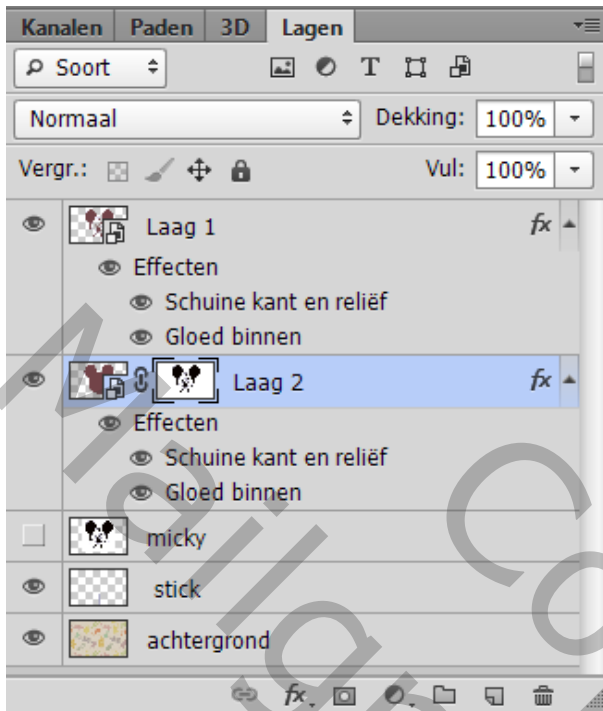 Kanalen Paden 3D Lagen
Soort T
Normaal Dekking: 100%
Vergr.: Vul: 100%
Laag 1 fx
Effecten
Schuine kant en reliëf
Gloed binnen
Laag 2 fx
Effecten
Schuine kant en reliëf
Gloed binnen
micky
stick
achtergrond
fx